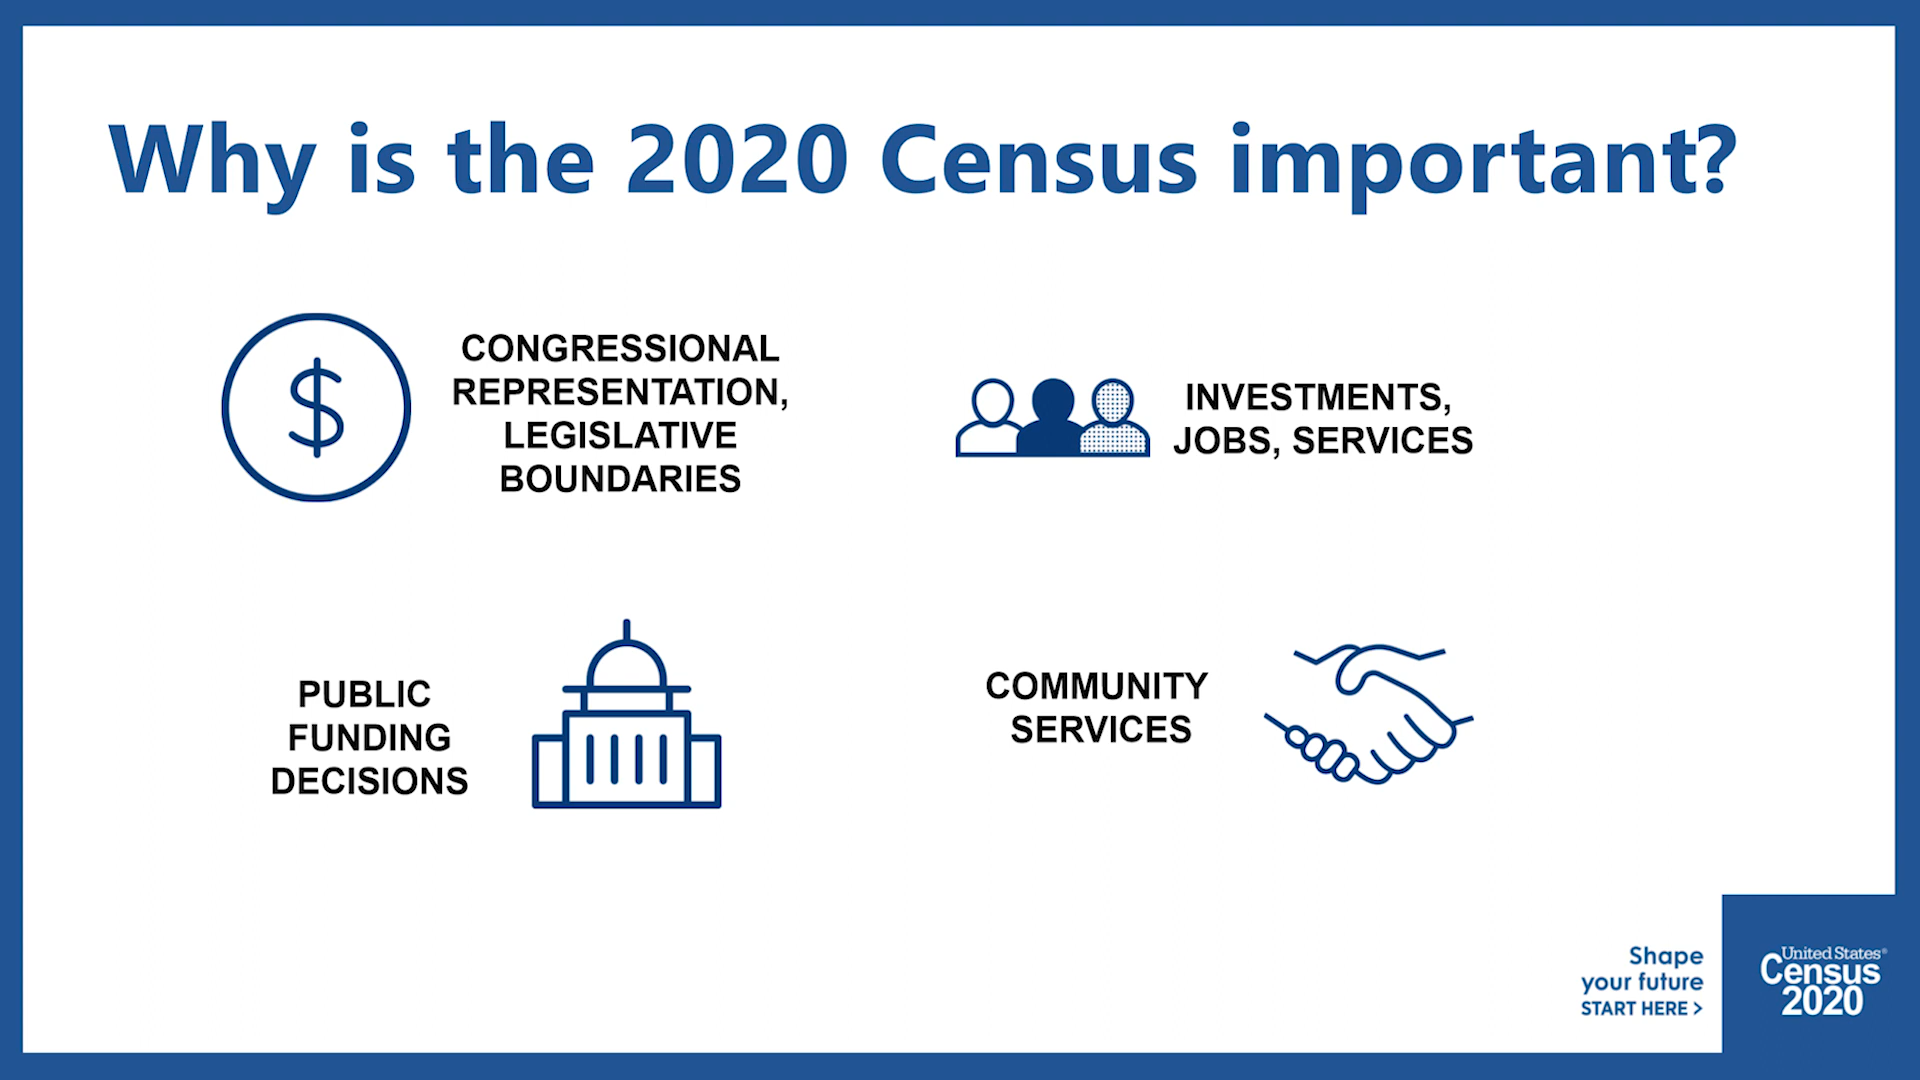 Why is the 2020 Census important?
$
CONGRESSIONAL
REPRESENTATION,
LEGISLATIVE
BOUNDARIES
INVESTMENTS,
JOBS, SERVICES
PUBLIC
FUNDING
DECISIONS
COMMUNITY
SERVICES
Shape
your future
START HERE >
United States®
Census
2020